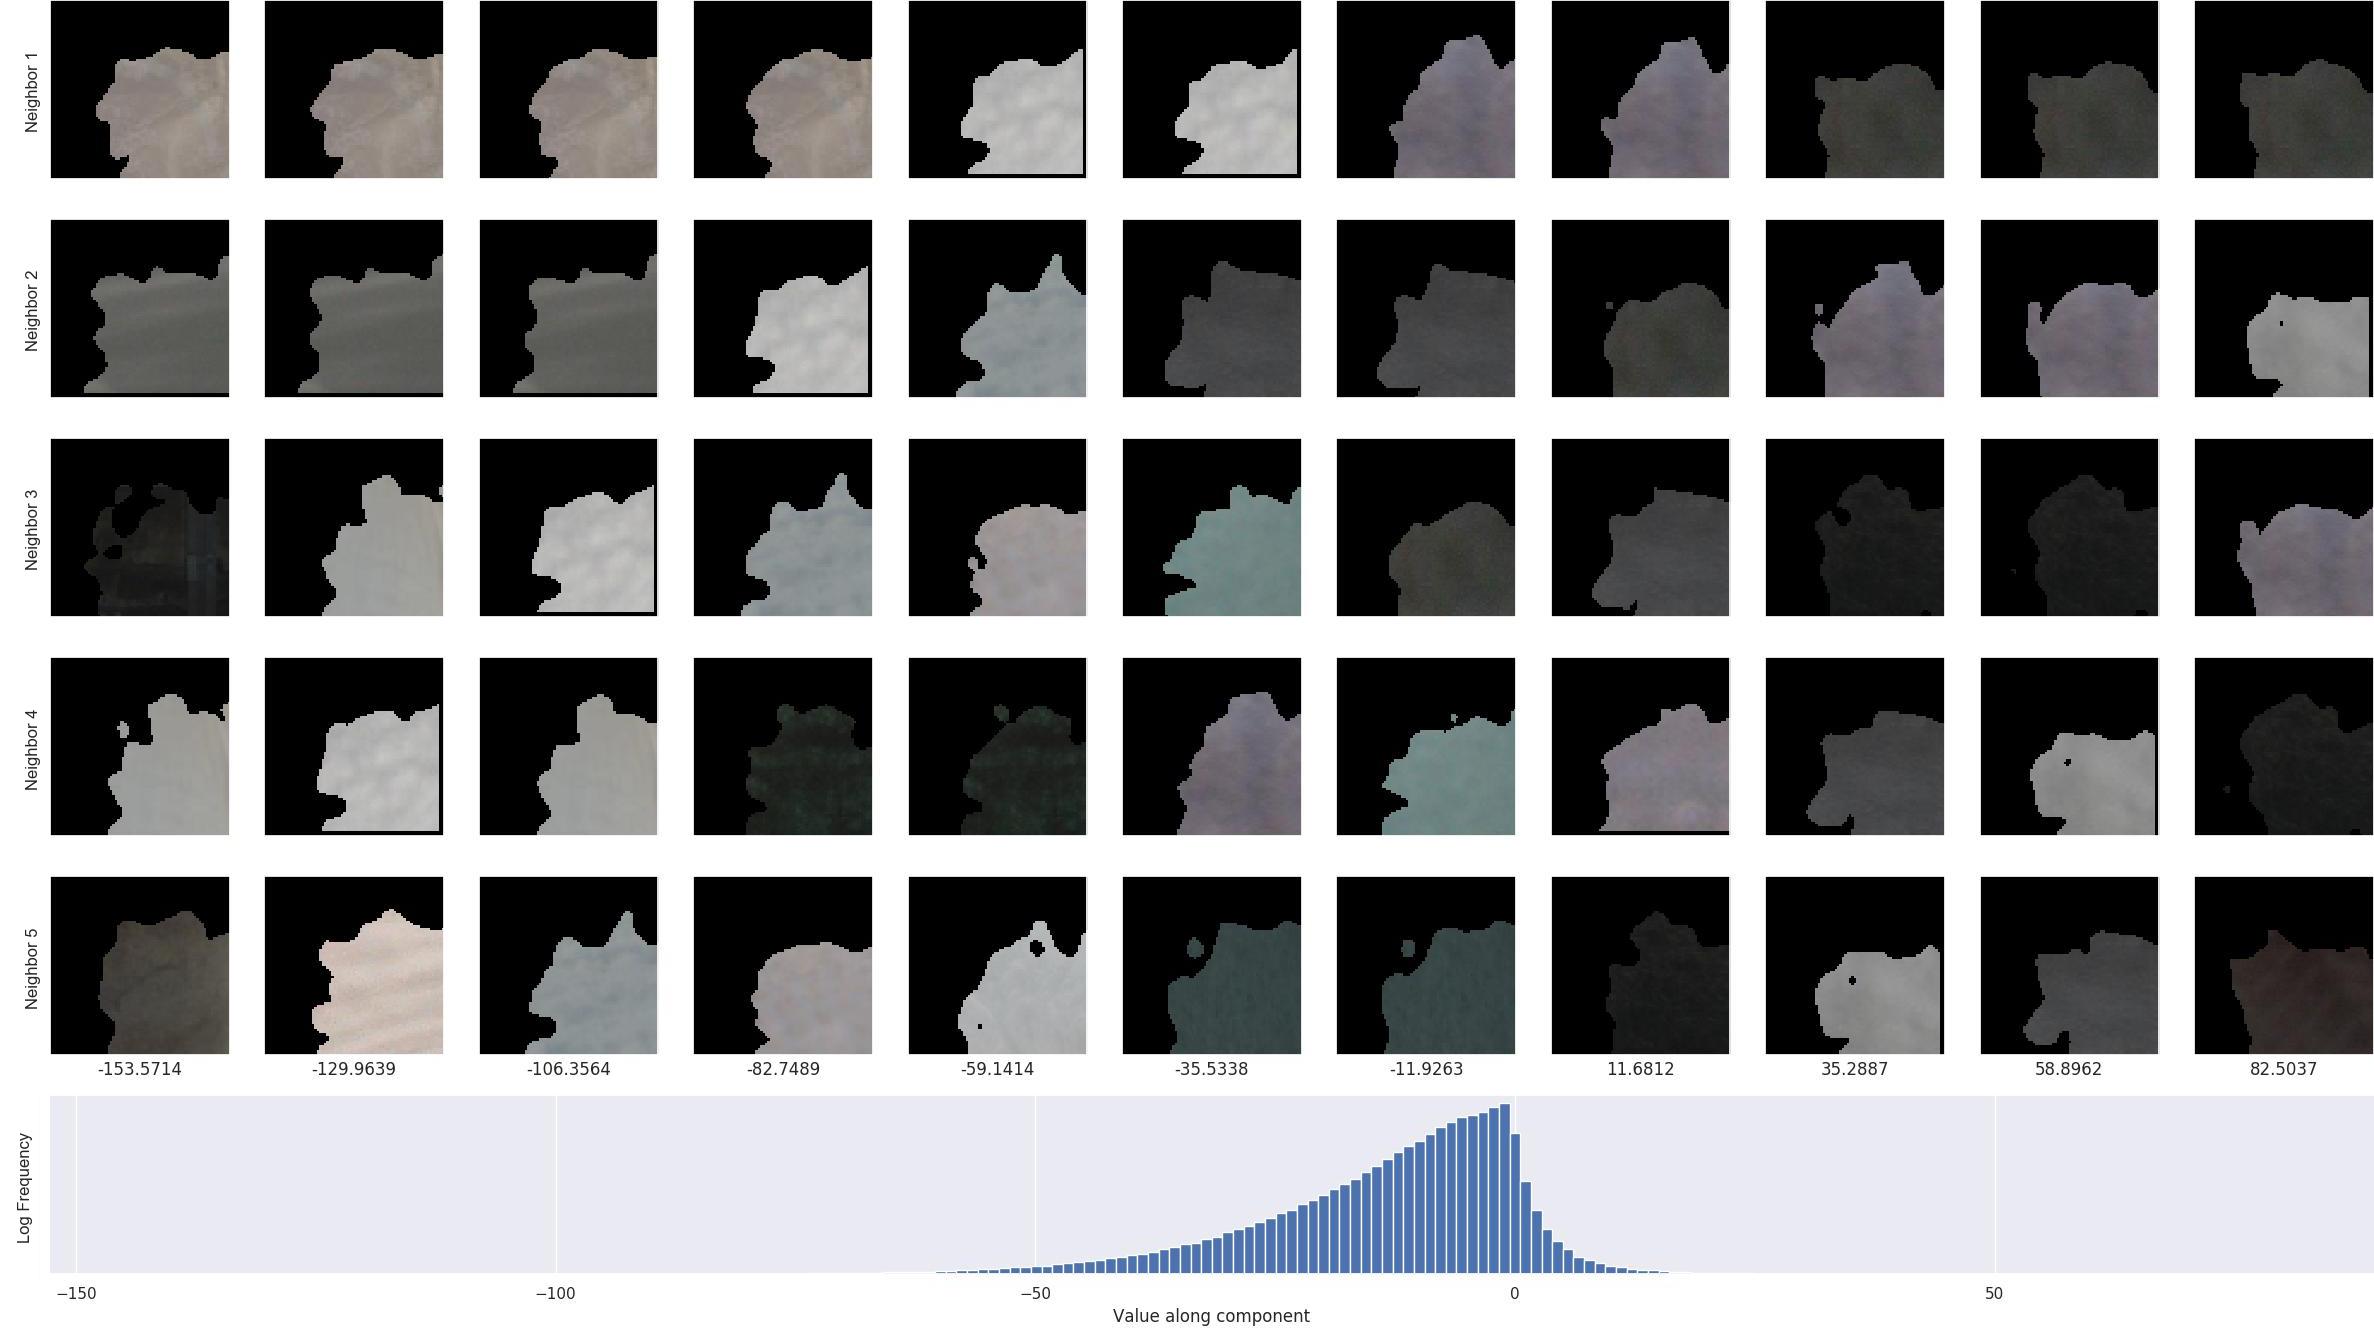 Neighbor 1
Neighbor 2
Neighbor 3
Neighbor 4
Neighbor 5
-153.5714 -129.9639 -106.3564 -82.7489 -59.1414 -35.5338 -11.9263 11.6812 35.2887 58.8962 82.5037
Log Frequency
−150 −100 −50 0 50
Value along component